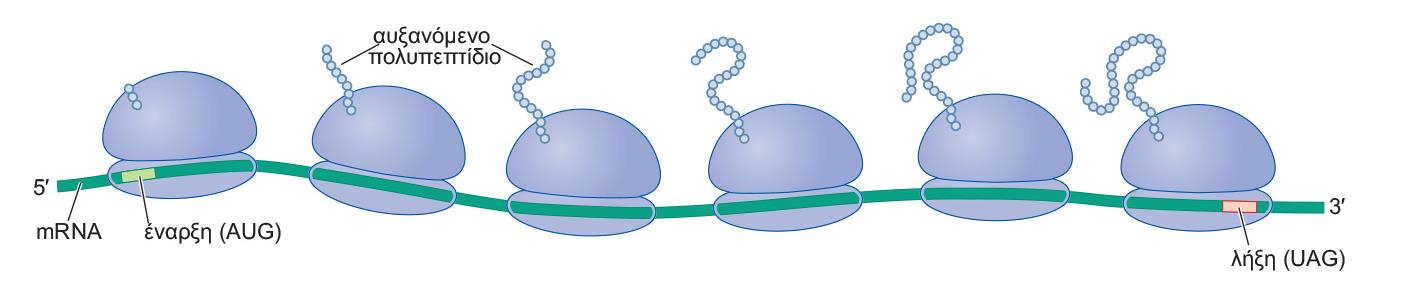 αυξανόμενο
πολυπεπτίδιο
5′
3′
mRNA
έναρξη (AUG)
λήξη (UAG)